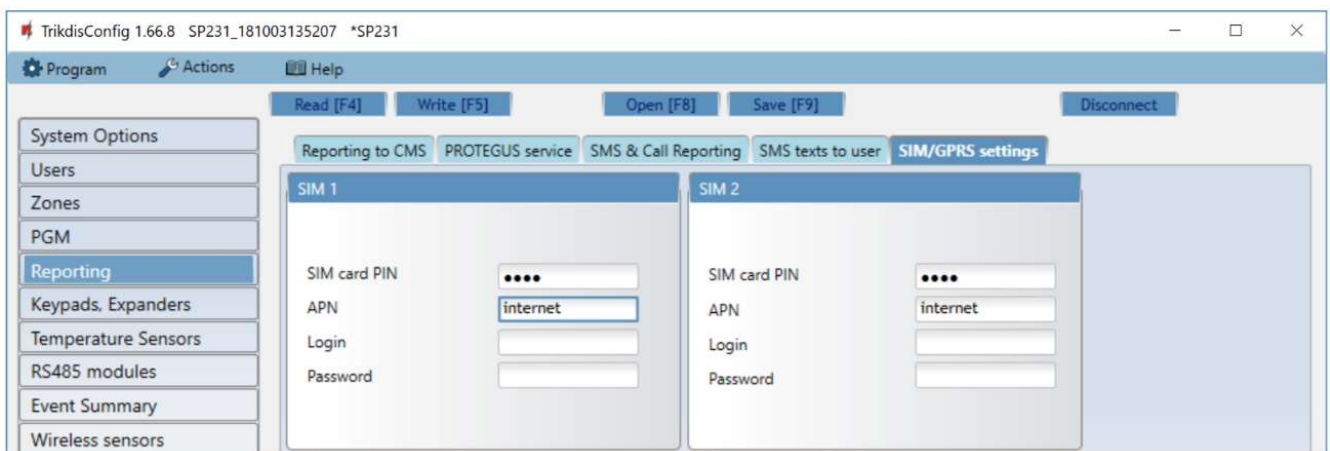 TrikdisConfig 1.66.8 SP231_181003135207 *SP231
Program Actions Help
Read [F4] Write [F5] Open [F8] Save [F9] Disconnect
System Options
Users
Zones
PGM
Reporting
Keypads, Expanders
Temperature Sensors
RS485 modules
Event Summary
Wireless sensors
Reporting to CMS PROTEGUS service SMS & Call Reporting SMS texts to user SIM/GPRS settings
SIM 1
SIM card PIN ••••
APN internet
Login
Password
SIM 2
SIM card PIN ••••
APN internet
Login
Password